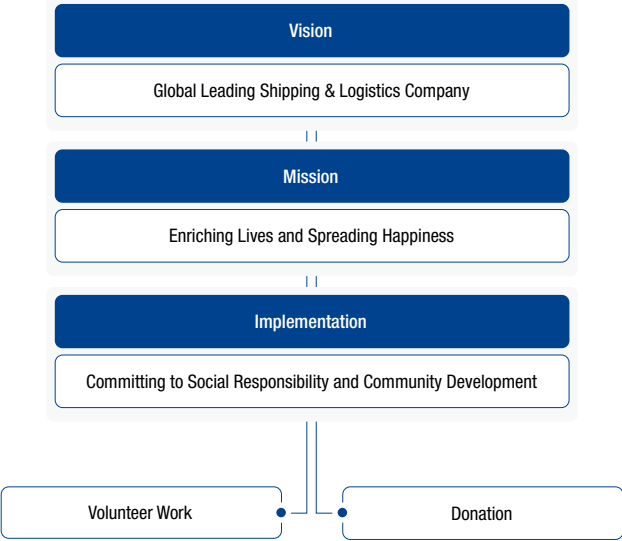 Vision
Global Leading Shipping & Logistics Company
Mission
Enriching Lives and Spreading Happiness
Implementation
Committing to Social Responsibility and Community Development
Volunteer Work
Donation